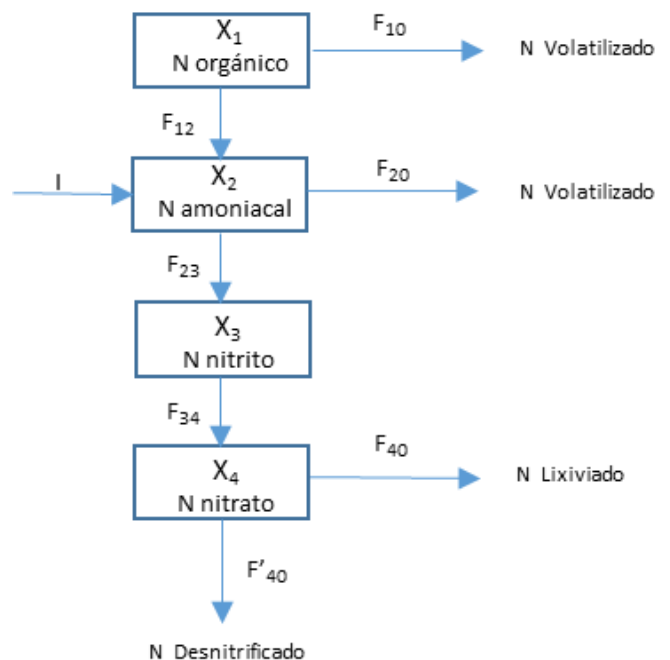 X₁
N orgánico
F₁₀
N Volatilizado
F₁₂
I
X₂
N amoniacal
F₂₀
N Volatilizado
F₂₃
X₃
N nitrito
F₃₄
X₄
N nitrato
F₄₀
N Lixiviado
F'₄₀
N Desnitrificado